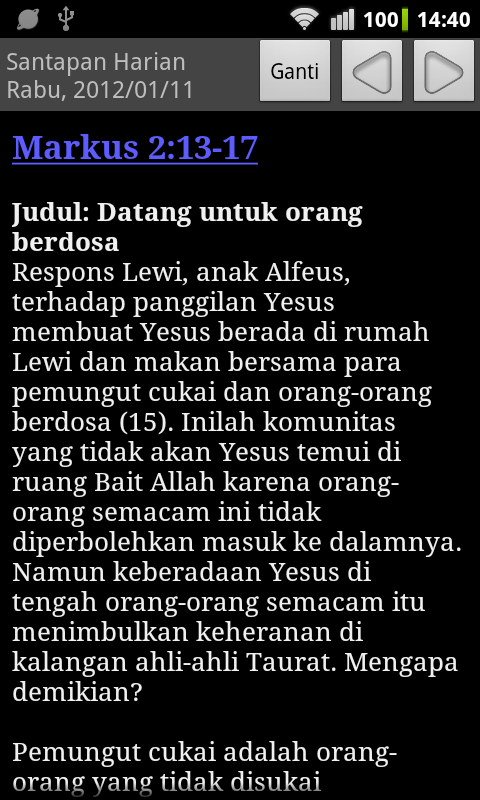 100 14:40
Santapan Harian
Rabu, 2012/01/11
Ganti
Markus 2:13-17
Judul: Datang untuk orang
berdosa
Respons Lewi, anak Alfeus,
terhadap panggilan Yesus
membuat Yesus berada di rumah
Lewi dan makan bersama para
pemungut cukai dan orang-orang
berdosa (15). Inilah komunitas
yang tidak akan Yesus temui di
ruang Bait Allah karena orang-
orang semacam ini tidak
diperbolehkan masuk ke dalamnya.
Namun keberadaan Yesus di
tengah orang-orang semacam itu
menimbulkan keheranan di
kalangan ahli-ahli Taurat. Mengapa
demikian?
Pemungut cukai adalah orang-
orang yang tidak disukai